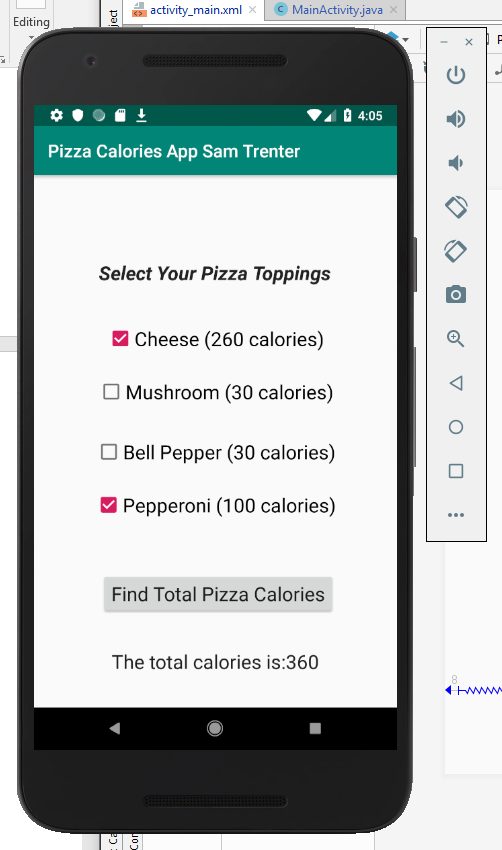 Editing
activity_main.xml
MainActivity.java
4:05
Pizza Calories App Sam Trenter
Select Your Pizza Toppings
Cheese (260 calories)
Mushroom (30 calories)
Bell Pepper (30 calories)
Pepperoni (100 calories)
Find Total Pizza Calories
The total calories is:360
8